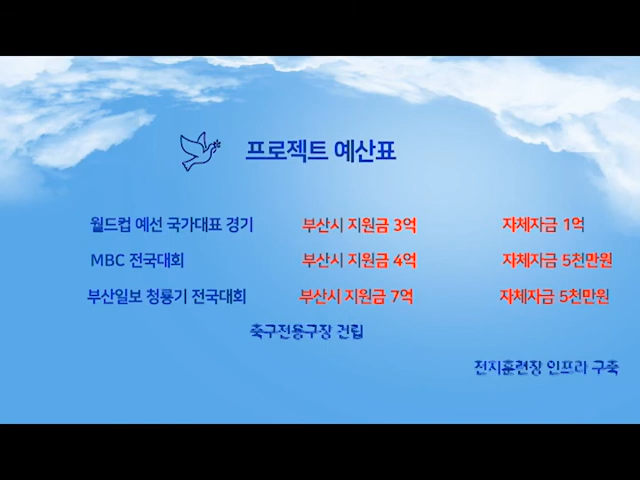 프로젝트 예산표
월드컵 예선 국가대표 경기 부산시 지원금 3억 자체자금 1억
MBC 전국대회 부산시 지원금 4억 자체자금 5천만원
부산일보 청룡기 전국대회 부산시 지원금 7억 자체자금 5천만원
축구전용구장 건립
전지훈련장 인프라 구축